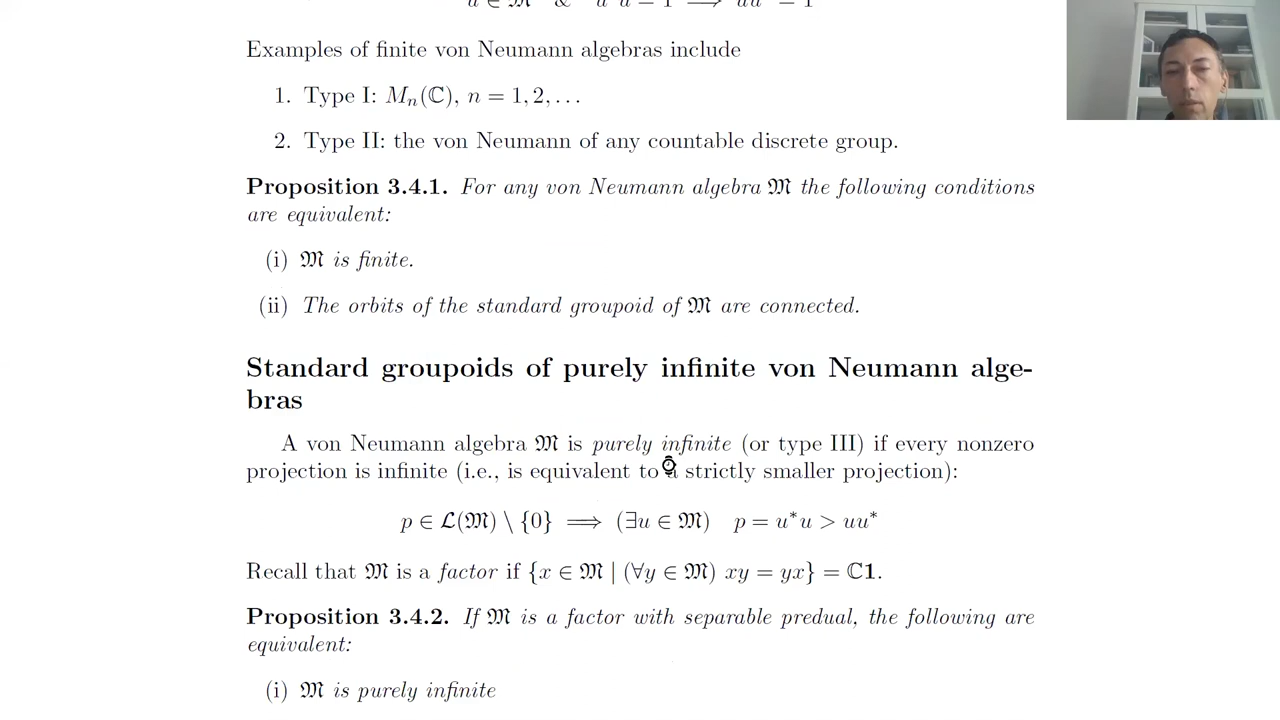 Examples of finite von Neumann algebras include
1. Type I: Mₙ(ℂ), n = 1, 2, . . .
2. Type II: the von Neumann of any countable discrete group.
Proposition 3.4.1. For any von Neumann algebra 𝔐 the following conditions
are equivalent:
(i) 𝔐 is finite.
(ii) The orbits of the standard groupoid of 𝔐 are connected.
Standard groupoids of purely infinite von Neumann alge-
bras
A von Neumann algebra 𝔐 is purely infinite (or type III) if every nonzero
projection is infinite (i.e., is equivalent to strictly smaller projection):
p ∈ 𝓛(𝔐) \ {0} ⟹ (∃u ∈ 𝔐) p = u*u > uu*
Recall that 𝔐 is a factor if {x ∈ 𝔐 | (∀y ∈ 𝔐) xy = yx} = ℂ1.
Proposition 3.4.2. If 𝔐 is a factor with separable predual, the following are
equivalent:
(i) 𝔐 is purely infinite